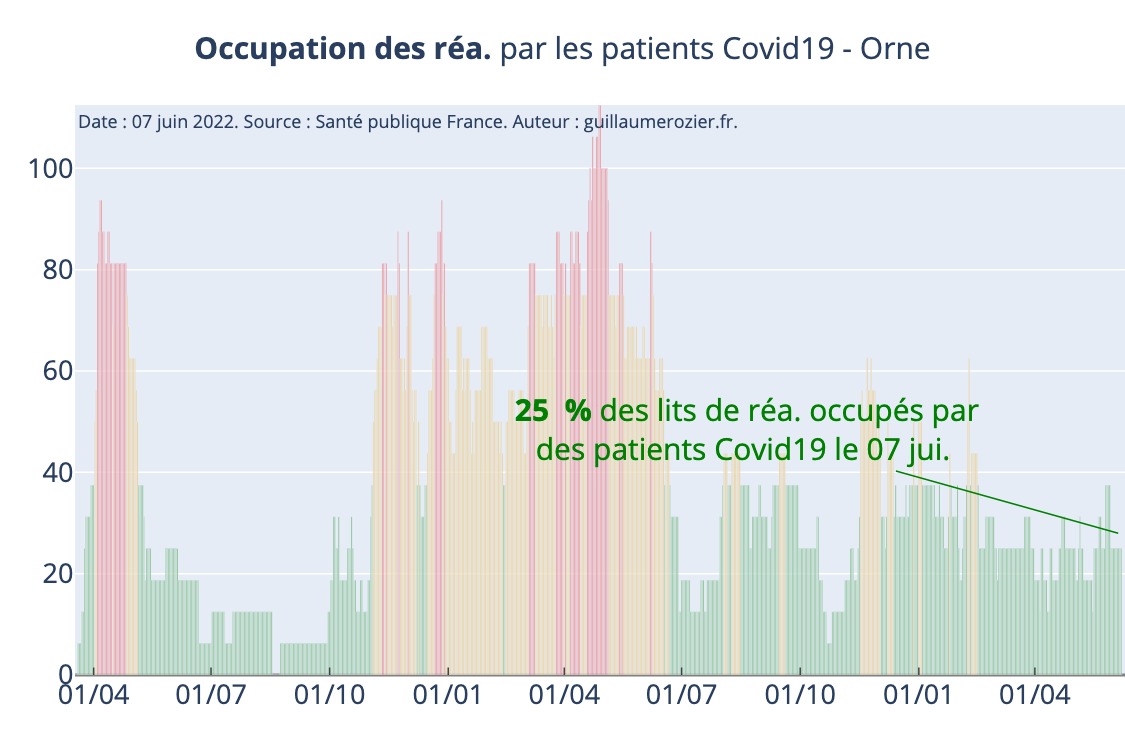 Occupation des réa. par les patients Covid19 - Orne
Date : 07 juin 2022. Source : Santé publique France. Auteur : guillaumerozier.fr.
100
80
60
25 % des lits de réa. occupés par
des patients Covid19 le 07 jui.
40
20
0
01/04 01/07 01/10 01/01 01/04 01/07 01/10 01/01 01/04